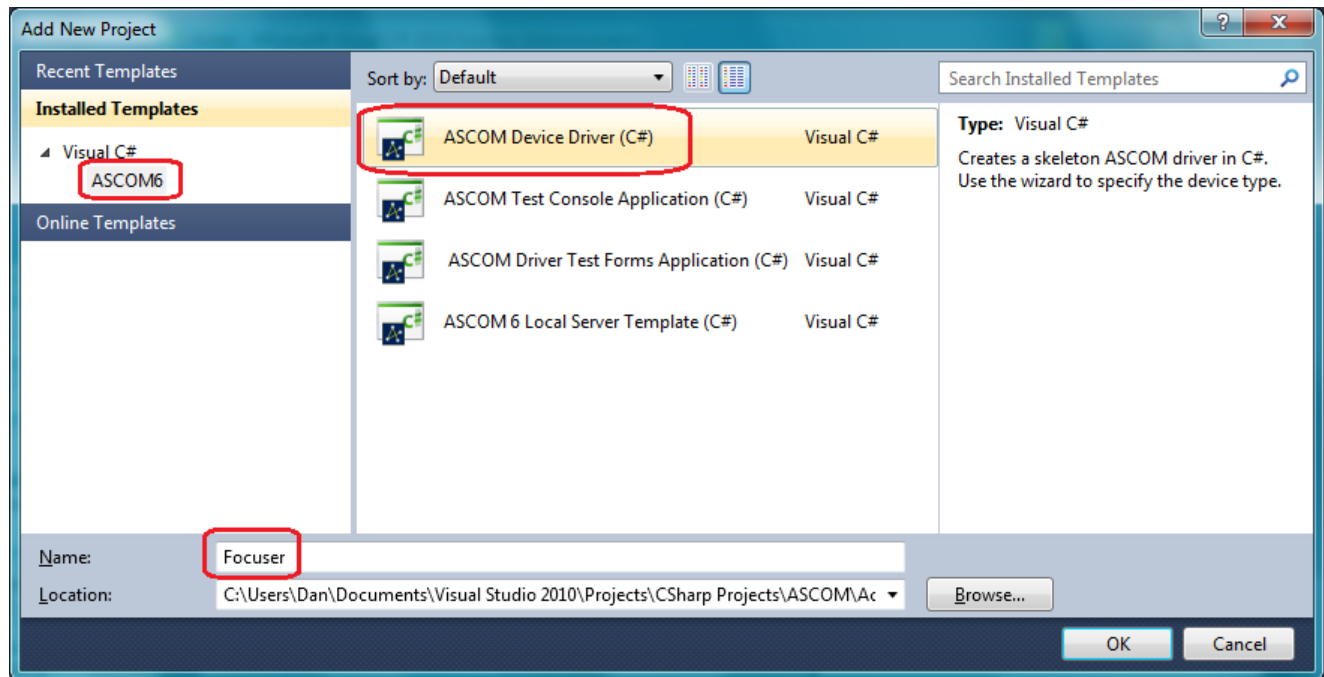 Add New Project
Recent Templates
Installed Templates
Visual C#
ASCOM6
Online Templates
Sort by: Default
ASCOM Device Driver (C#) Visual C#
ASCOM Test Console Application (C#) Visual C#
ASCOM Driver Test Forms Application (C#) Visual C#
ASCOM 6 Local Server Template (C#) Visual C#
Search Installed Templates
Type: Visual C#
Creates a skeleton ASCOM driver in C#.
Use the wizard to specify the device type.
Name: Focuser
Location: C:\Users\Dan\Documents\Visual Studio 2010\Projects\CSharp Projects\ASCOM\Ac
Browse...
OK Cancel